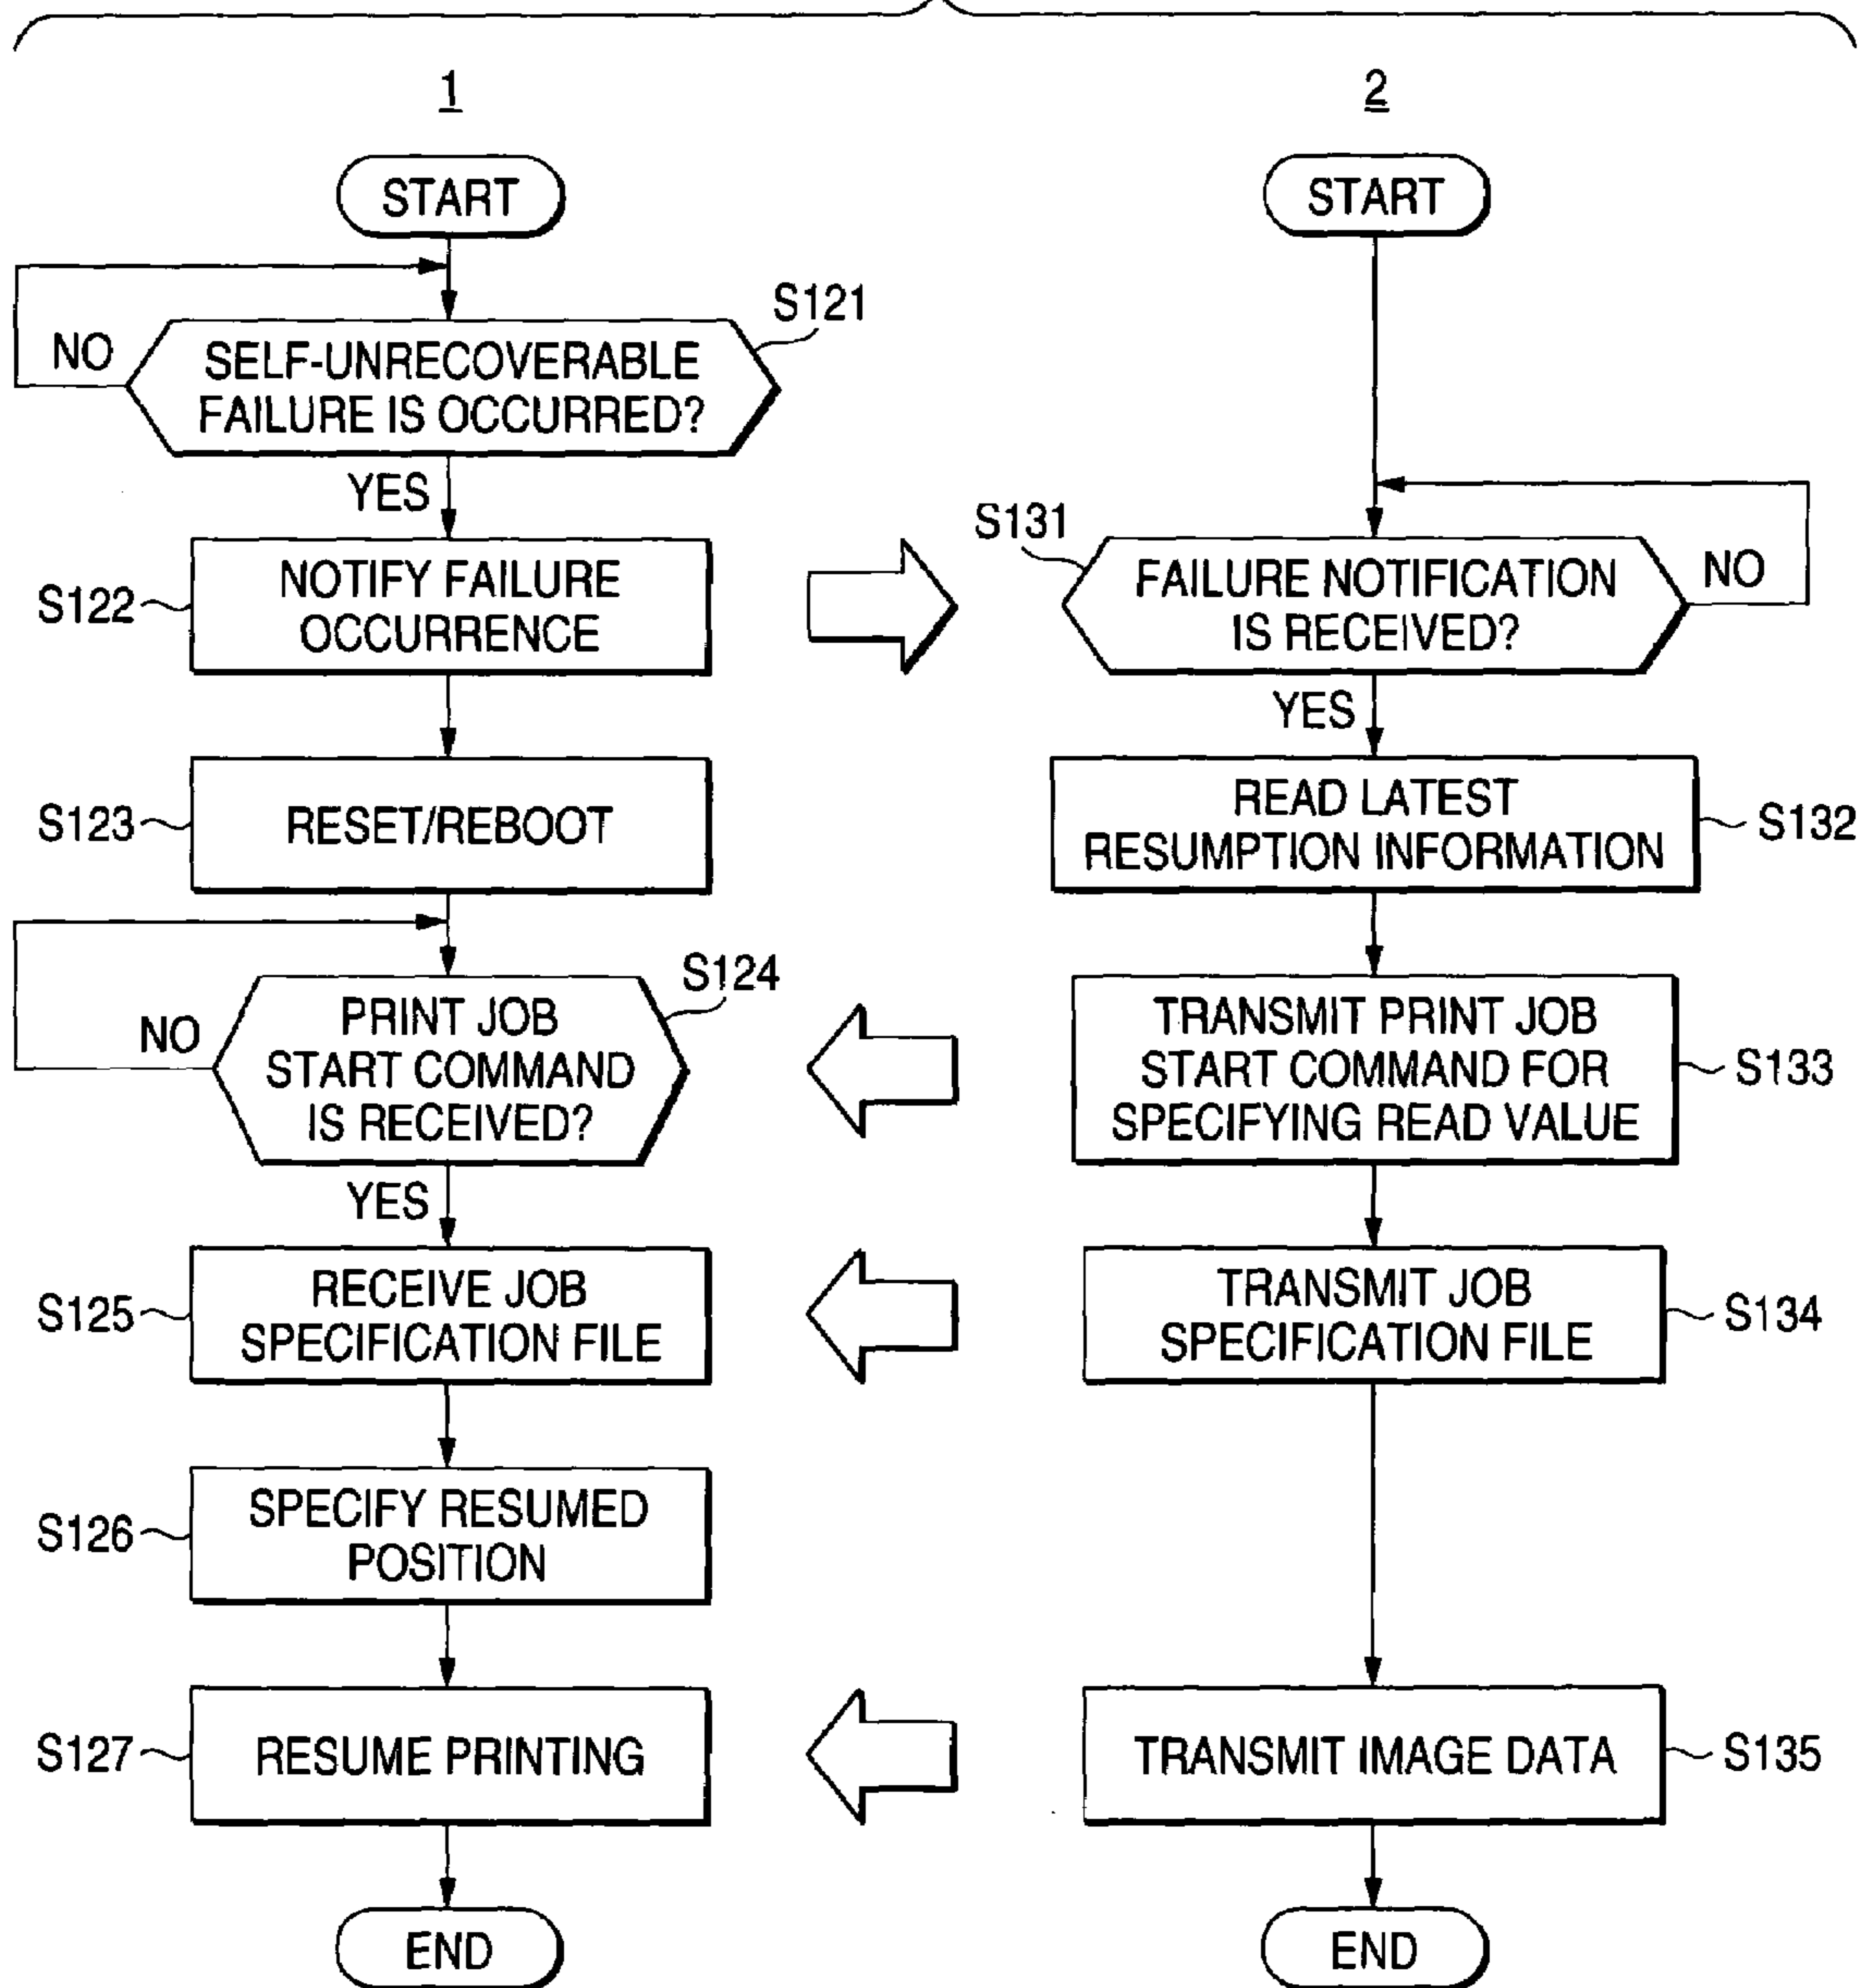 1
START
S121
NO
SELF-UNRECOVERABLE
FAILURE IS OCCURRED?
YES
S122
NOTIFY FAILURE
OCCURRENCE
S123
RESET/REBOOT
S124
NO
PRINT JOB
START COMMAND
IS RECEIVED?
YES
S125
RECEIVE JOB
SPECIFICATION FILE
S126
SPECIFY RESUMED
POSITION
S127
RESUME PRINTING
END
2
START
S131
FAILURE NOTIFICATION
IS RECEIVED?
NO
YES
READ LATEST
RESUMPTION INFORMATION
S132
TRANSMIT PRINT JOB
START COMMAND FOR
SPECIFYING READ VALUE
S133
TRANSMIT JOB
SPECIFICATION FILE
S134
TRANSMIT IMAGE DATA
S135
END